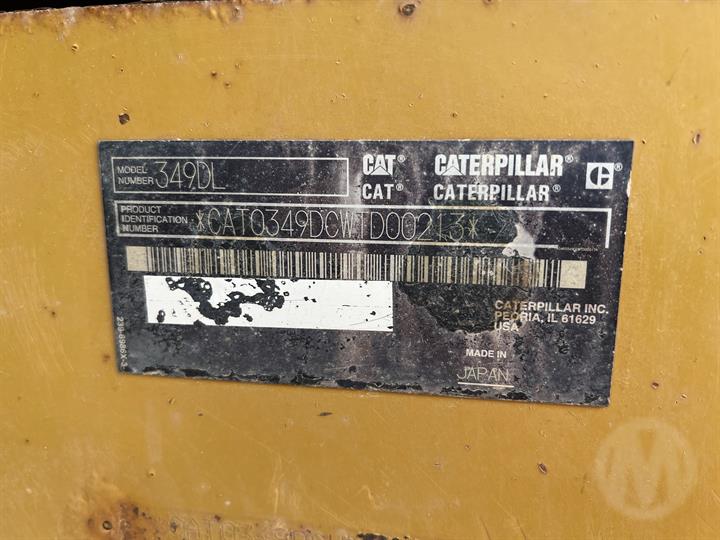 MODEL NUMBER 349DL
CAT® CATERPILLAR® C®
CAT® CATERPILLAR®
PRODUCT IDENTIFICATION NUMBER *CAT0349DCWTD00213*
CATERPILLAR INC.
PEORIA, IL 61629
USA
MADE IN
JAPAN
M